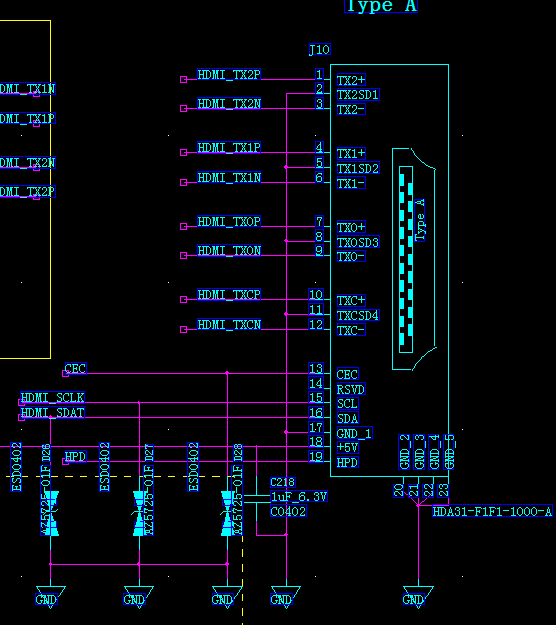 Type A
J10
HDMI_TX2P 1 TX2+
2 TX2SD1
HDMI_TX2N 3 TX2-
DMI_TX1N
DMI_TX1P
HDMI_TX1P 4 TX1+
DMI_TX2N 5 TX1SD2
HDMI_TX1N 6 TX1-
DMI_TX2P
HDMI_TX0P 7 TX0+
8 TX0SD3
HDMI_TX0N 9 TX0-
Type A
HDMI_TXCP 10 TXC+
11 TXCSD4
HDMI_TXCN 12 TXC-
CEC 13 CEC
14 RSVD
HDMI_SCLK 15 SCL
HDMI_SDAT 16 SDA
17 GND_1
18 +5V
HPD 19 HPD
GND_2
GND_3
GND_4
GND_5
20
21
22
23
ESD0402
AZ5725-01F D26
ESD0402
AZ5725-01F D27
ESD0402
AZ5725-01F D28
C218
1uF_6.3V
C0402
HDA31-F1F1-1000-A
GND GND GND GND GND